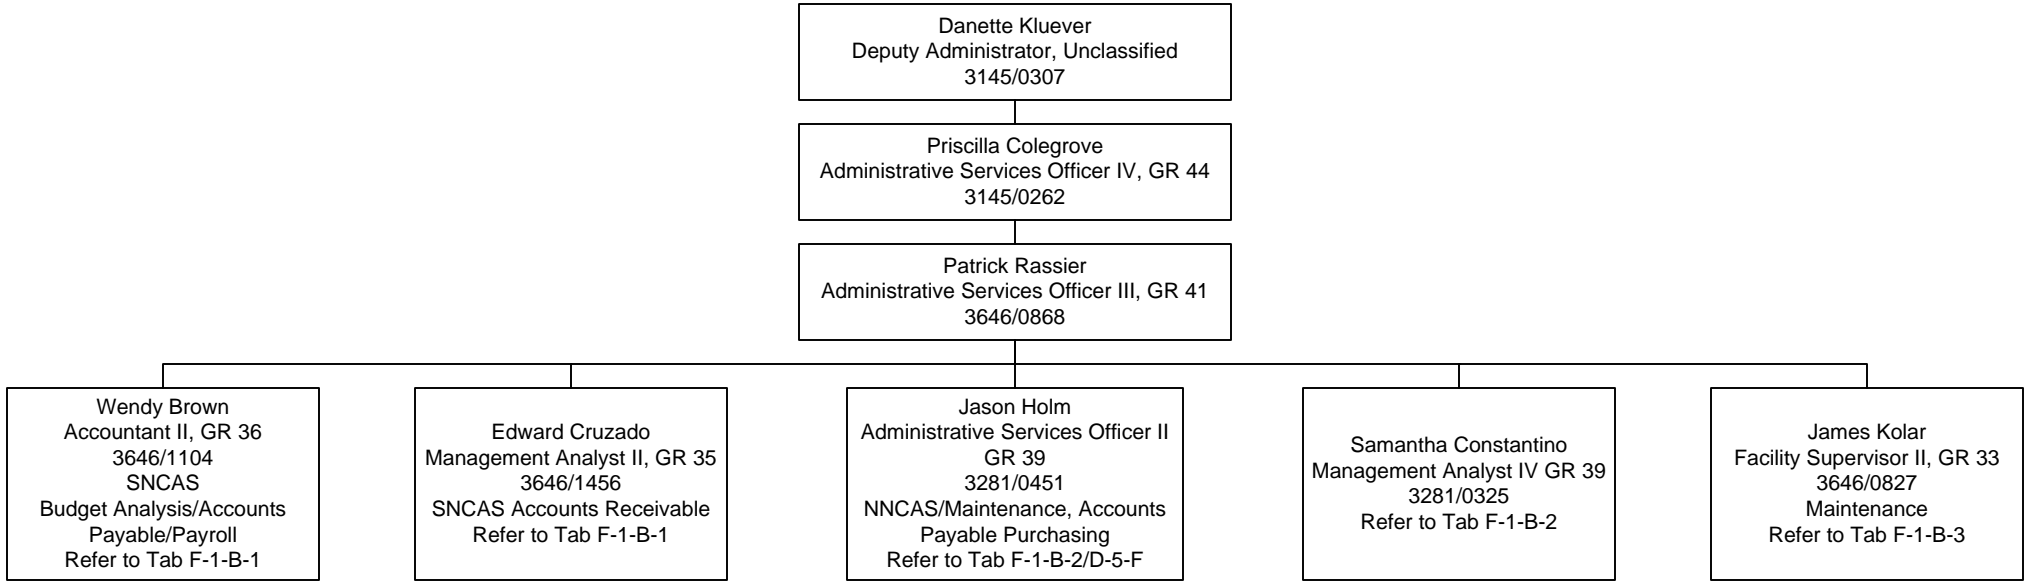 Danette Kluever
Deputy Administrator, Unclassified
3145/0307
Priscilla Colegrove
Administrative Services Officer IV, GR 44
3145/0262
Patrick Rassier
Administrative Services Officer III, GR 41
3646/0868
Wendy Brown
Accountant II, GR 36
3646/1104
SNCAS
Budget Analysis/Accounts
Payable/Payroll
Refer to Tab F-1-B-1
Edward Cruzado
Management Analyst II, GR 35
3646/1456
SNCAS Accounts Receivable
Refer to Tab F-1-B-1
Jason Holm
Administrative Services Officer II
GR 39
3281/0451
NNCAS/Maintenance, Accounts
Payable Purchasing
Refer to Tab F-1-B-2/D-5-F
Samantha Constantino
Management Analyst IV GR 39
3281/0325
Refer to Tab F-1-B-2
James Kolar
Facility Supervisor II, GR 33
3646/0827
Maintenance
Refer to Tab F-1-B-3